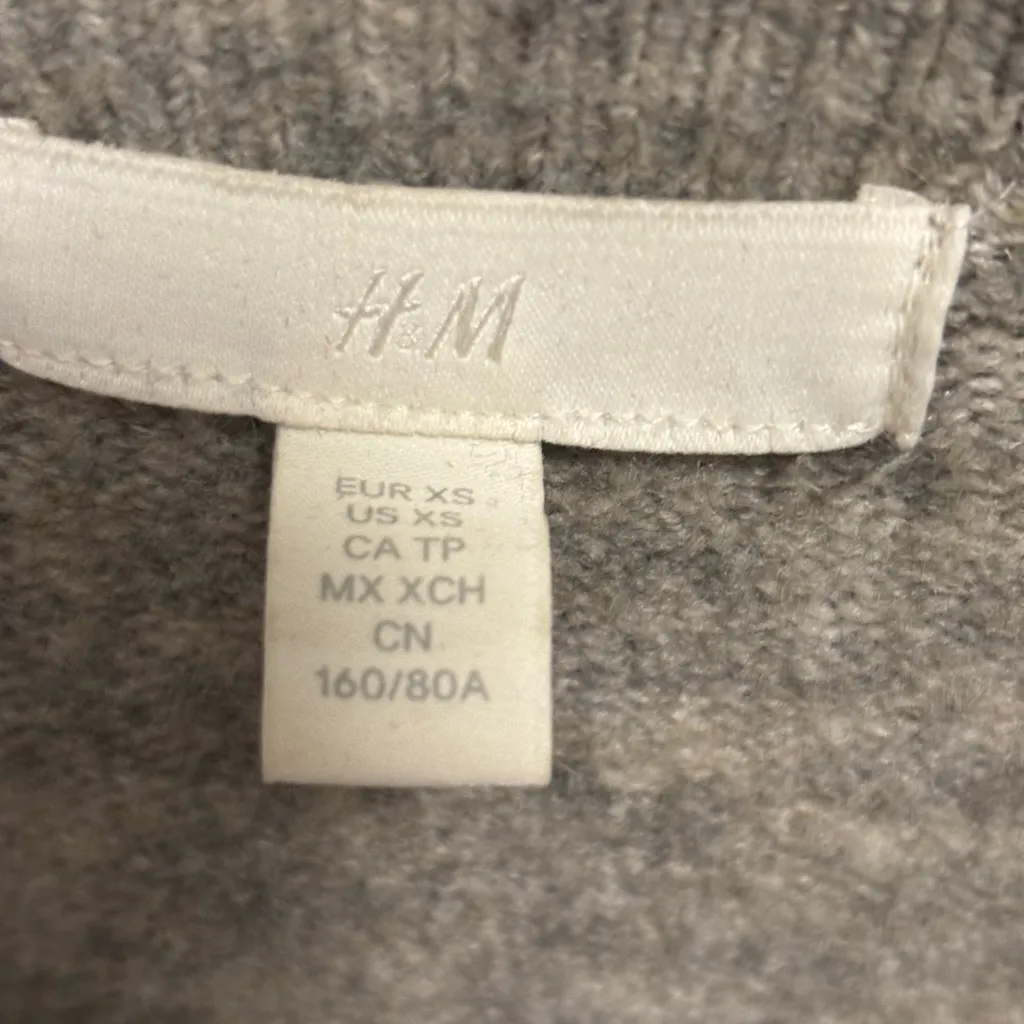 H&M
EUR XS
US XS
CA TP
MX XCH
CN
160/80A